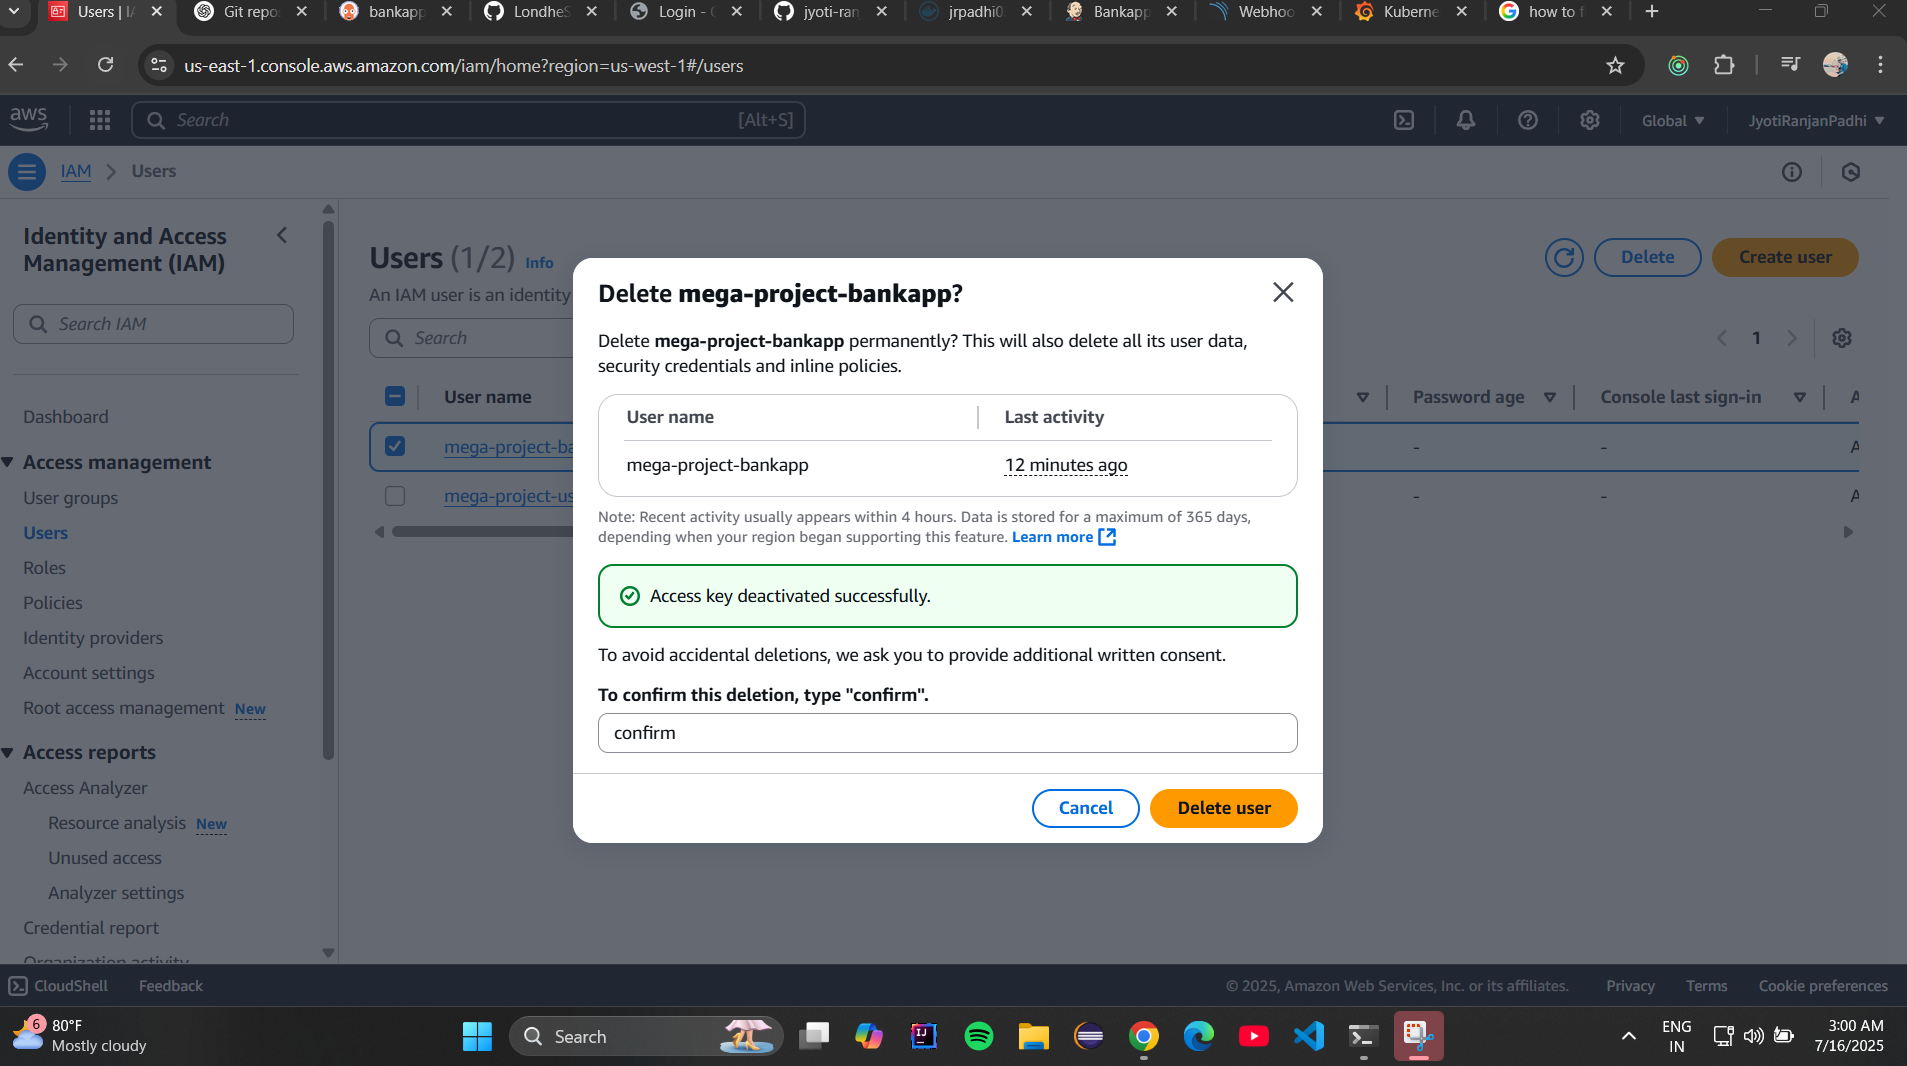 Users | I
Git repo
bankapp
LondheS
Login -
jyoti-ran
jrpadhi0
Bankapp
Webhoo
Kuberne
how to f
us-east-1.console.aws.amazon.com/iam/home?region=us-west-1#/users
aws
Search
[Alt+S]
Global
JyotiRanjanPadhi
IAM
Users
Identity and Access
Management (IAM)
Search IAM
Dashboard
Access management
User groups
Users
Roles
Policies
Identity providers
Account settings
Root access management New
Access reports
Access Analyzer
Resource analysis New
Unused access
Analyzer settings
Credential report
Organization activity
Users (1/2) Info
An IAM user is an identity
Delete
Create user
Search
1
User name
Password age
Console last sign-in
A
mega-project-ba
-
-
A
mega-project-us
-
-
A
Delete mega-project-bankapp?
Delete mega-project-bankapp permanently? This will also delete all its user data,
security credentials and inline policies.
User name
Last activity
mega-project-bankapp
12 minutes ago
Note: Recent activity usually appears within 4 hours. Data is stored for a maximum of 365 days,
depending when your region began supporting this feature. Learn more
Access key deactivated successfully.
To avoid accidental deletions, we ask you to provide additional written consent.
To confirm this deletion, type "confirm".
confirm
Cancel
Delete user
CloudShell
Feedback
© 2025, Amazon Web Services, Inc. or its affiliates.
Privacy
Terms
Cookie preferences
6
80°F
Mostly cloudy
Search
ENG
IN
3:00 AM
7/16/2025